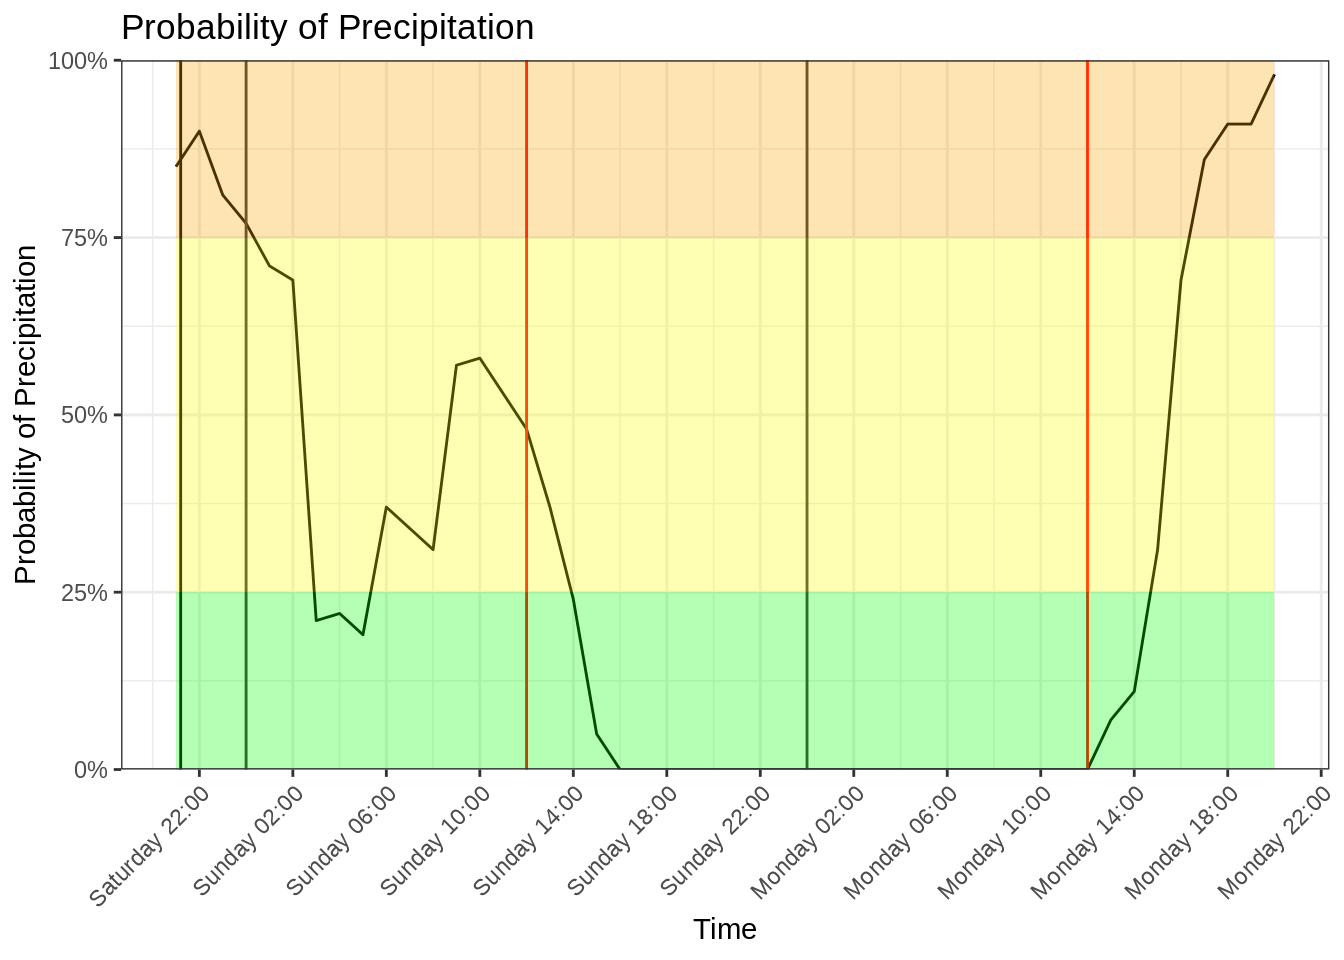 Probability of Precipitation
Probability of Precipitation
100%
75%
50%
25%
0%
Saturday 22:00
Sunday 02:00
Sunday 06:00
Sunday 10:00
Sunday 14:00
Sunday 18:00
Sunday 22:00
Monday 02:00
Monday 06:00
Monday 10:00
Monday 14:00
Monday 18:00
Monday 22:00
Time